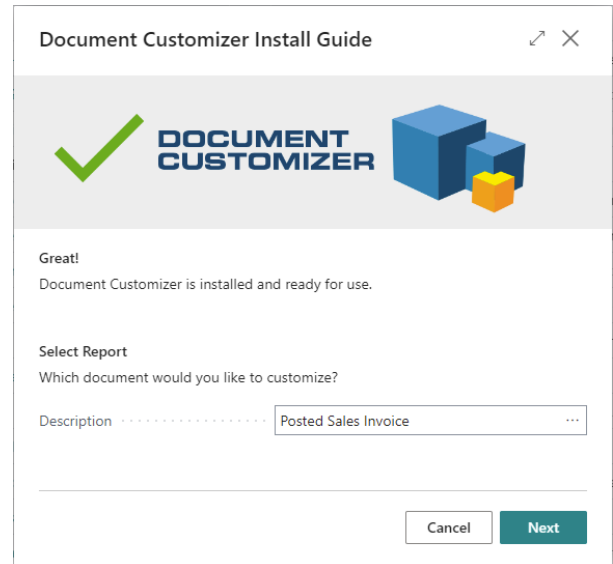 Document Customizer Install Guide
DOCUMENT
CUSTOMIZER
Great!
Document Customizer is installed and ready for use.
Select Report
Which document would you like to customize?
Description Posted Sales Invoice ...
Cancel Next